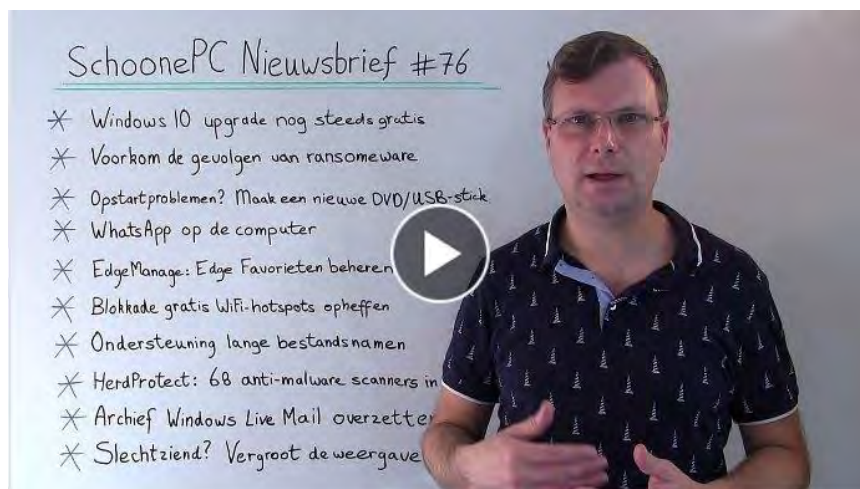 SchoonePC Nieuwsbrief #76
* Windows 10 upgrade nog steeds gratis
* Voorkom de gevolgen van ransomeware
* Opstartproblemen? Maak een nieuwe DVD/USB-stick
* WhatsApp op de computer
* EdgeManage: Edge Favorieten beheren
* Blokkade gratis WiFi-hotspots opheffen
* Ondersteuning lange bestandsnamen
* HerdProtect: 68 anti-malware scanners in
* Archief Windows Live Mail overzetten
* Slechtziend? Vergroot de weergave